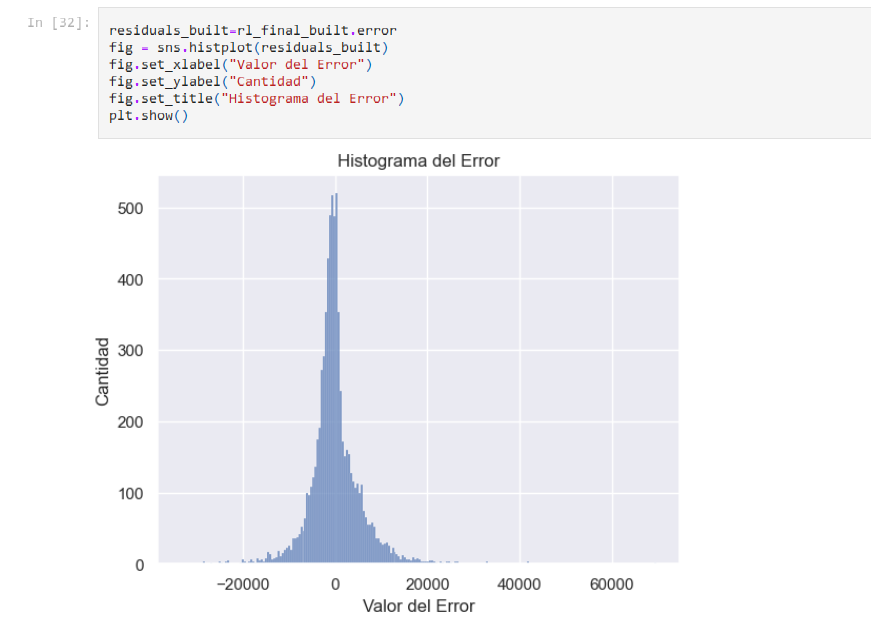 In [32]:
residuals_built=rl_final_built.error
fig = sns.histplot(residuals_built)
fig.set_xlabel("Valor del Error")
fig.set_ylabel("Cantidad")
fig.set_title("Histograma del Error")
plt.show()
Histograma del Error
500
400
300
200
100
0
Cantidad
−20000 0 20000 40000 60000
Valor del Error